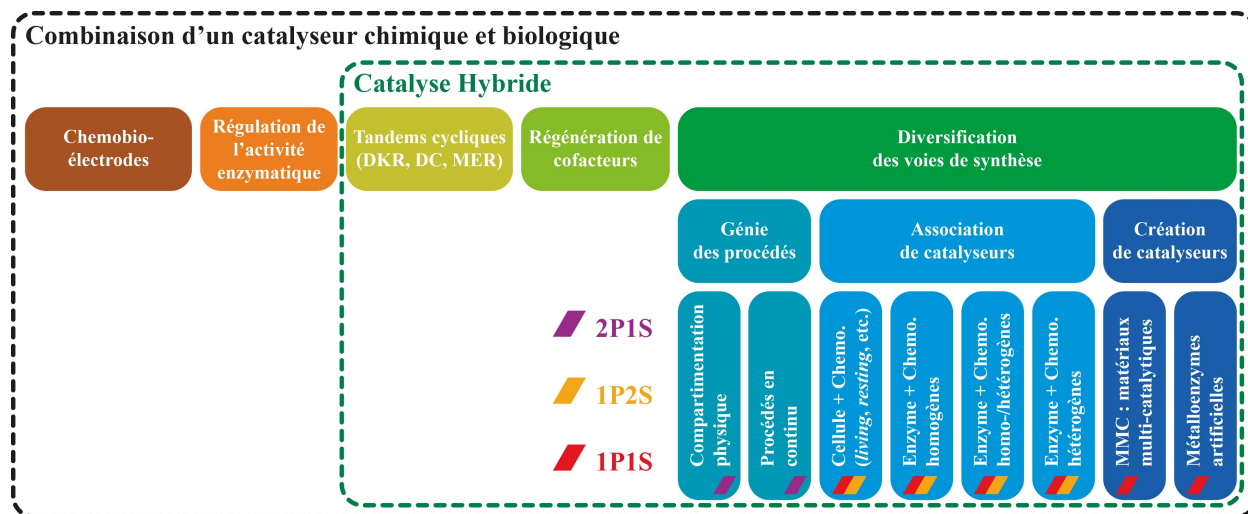 Combinaison d’un catalyseur chimique et biologique
Catalyse Hybride
Chemobio-
électrodes
Régulation de
l’activité
enzymatique
Tandems cycliques
(DKR, DC, MER)
Régénération de
cofacteurs
Diversification
des voies de synthèse
Génie
des procédés
Association
de catalyseurs
Création
de catalyseurs
2P1S
1P2S
1P1S
Compartimentation
physique
Procédés en
continu
Cellule + Chemo.
(living, resting, etc.)
Enzyme + Chemo.
homogènes
Enzyme + Chemo.
homo-/hétérogènes
Enzyme + Chemo.
hétérogènes
MMC : matériaux
multi-catalytiques
Métalloenzymes
artificielles